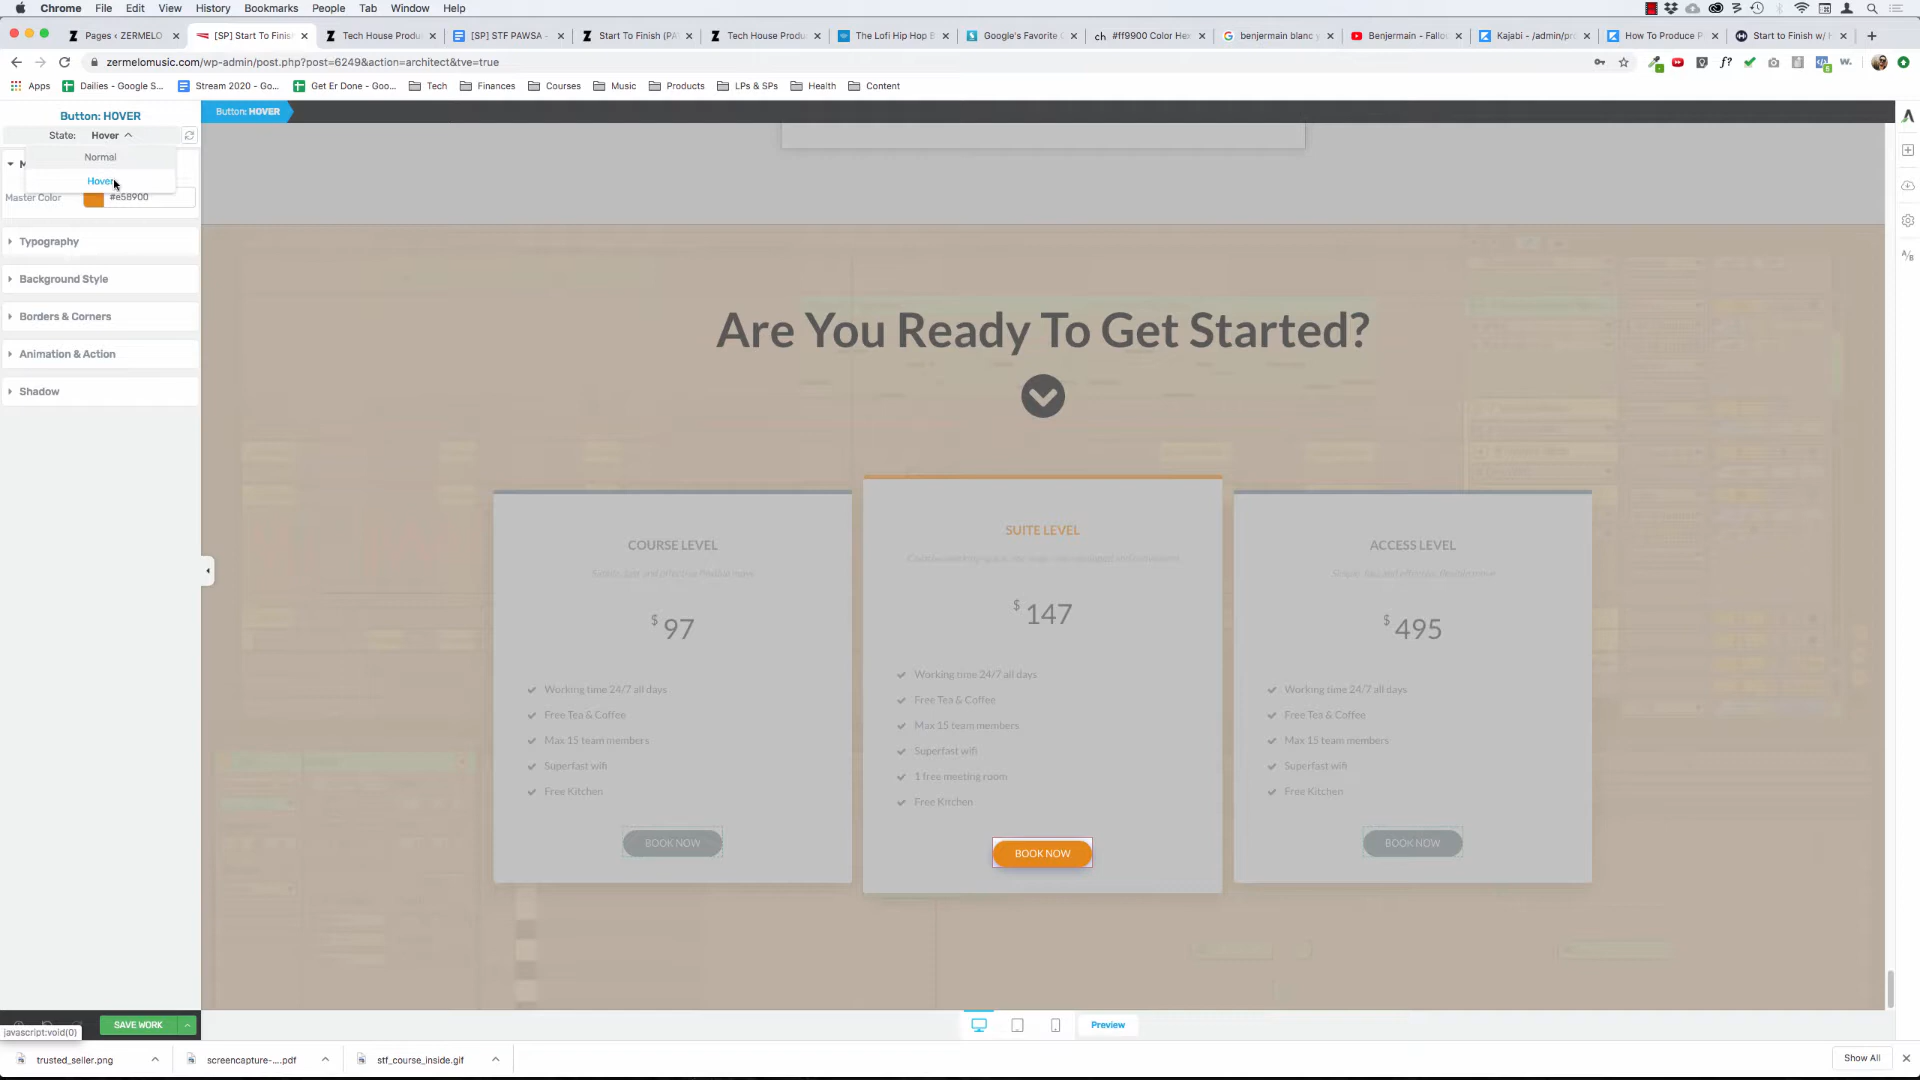 Chrome File Edit View History Bookmarks People Tab Window Help
Pages ‹ ZERMELO
[SP] Start To Finis
Tech House Produ
[SP] STF PAWSA -
Start To Finish (PA
Tech House Produ
The Lofi Hip Hop B
Google's Favorite C
#ff9900 Color He
benjermain blanc y
Benjermain - Fallou
Kajabi - /admin/pr
How To Produce P
Start to Finish w/ H
zermelomusic.com/wp-admin/post.php?post=6249&action=architect&tve=true
Apps Dailies - Google S... Stream 2020 - Go... Get Er Done - Goo... Tech Finances Courses Music Products LPs & SPs Health Content
Button: HOVER
Button: HOVER
State: Hover
Normal
M
Hover
Master Color #e58900
Typography
Background Style
Borders & Corners
Animation & Action
Shadow
Are You Ready To Get Started?
COURSE LEVEL
$ 97
Working time 24/7 all days
Free Tea & Coffee
Max 15 team members
Superfast wifi
Free Kitchen
BOOK NOW
SUITE LEVEL
$ 147
Working time 24/7 all days
Free Tea & Coffee
Max 15 team members
Superfast wifi
1 free meeting room
Free Kitchen
BOOK NOW
ACCESS LEVEL
$ 495
Working time 24/7 all days
Free Tea & Coffee
Max 15 team members
Superfast wifi
Free Kitchen
BOOK NOW
SAVE WORK
javascript:void(0)
Preview
trusted_seller.png
screencapture-....pdf
stf_course_inside.gif
Show All